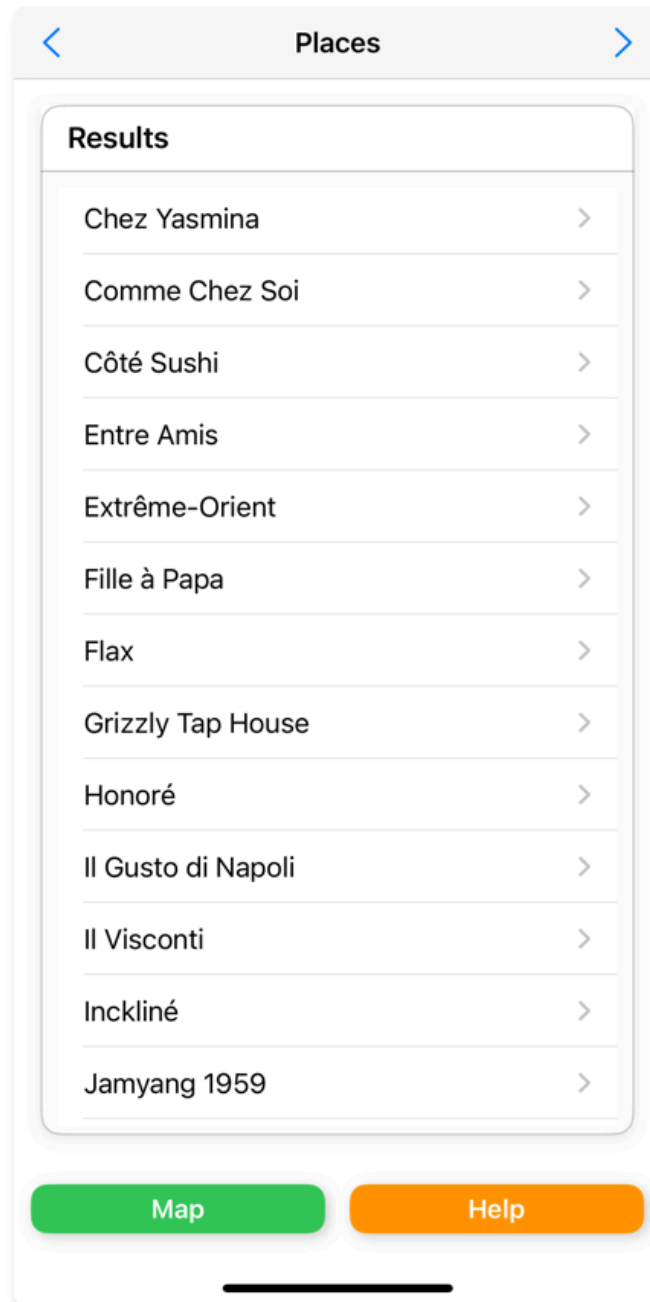 Places
Results
Chez Yasmina
Comme Chez Soi
Côté Sushi
Entre Amis
Extrême-Orient
Fille à Papa
Flax
Grizzly Tap House
Honoré
Il Gusto di Napoli
Il Visconti
Inckliné
Jamyang 1959
Map
Help